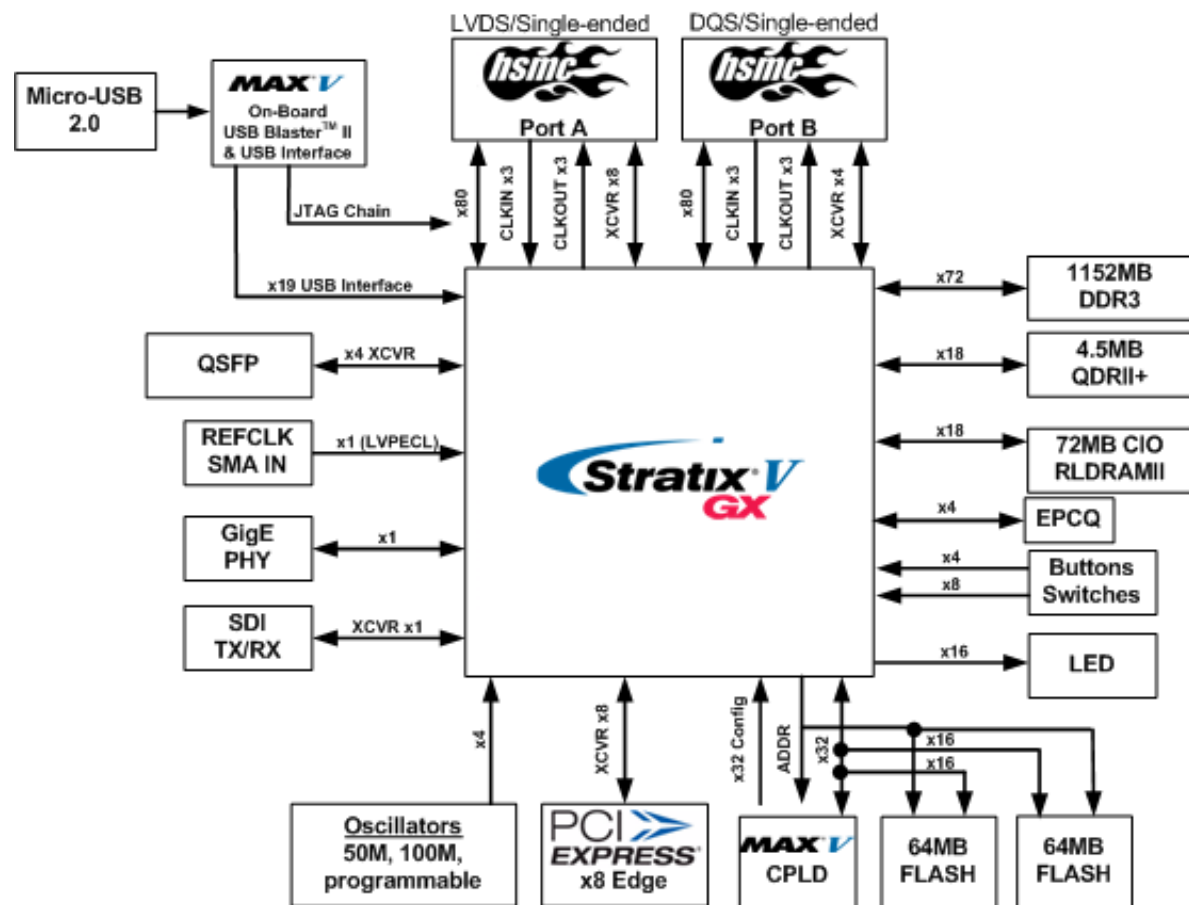 LVDS/Single-ended
DQS/Single-ended
hsmc
Port A
hsmc
Port B
Micro-USB
2.0
MAX V
On-Board
USB Blaster™ II
& USB Interface
JTAG Chain
x19 USB Interface
x80
CLKIN x3
CLKOUT x3
XCVR x8
x80
CLKIN x3
CLKOUT x3
XCVR x4
QSFP
x4 XCVR
REFCLK
SMA IN
x1 (LVPECL)
GigE
PHY
x1
SDI
TX/RX
XCVR x1
Stratix V
GX
x72
1152MB
DDR3
x18
4.5MB
QDRII+
x18
72MB CIO
RLDRAMII
x4
EPCQ
x4
x8
Buttons
Switches
x16
LED
x4
XCVR x8
x32 Config
ADDR
x32
x16
x16
Oscillators
50M, 100M,
programmable
PCI
EXPRESS®
x8 Edge
MAX V
CPLD
64MB
FLASH
64MB
FLASH